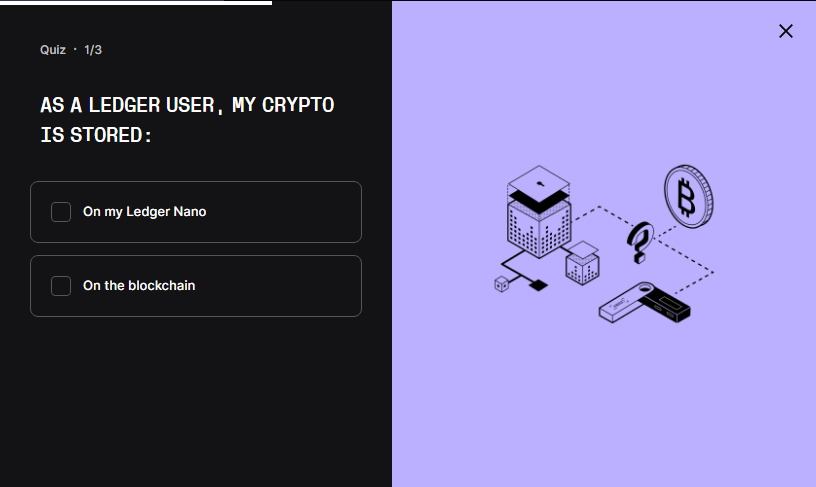 Quiz · 1/3
AS A LEDGER USER, MY CRYPTO
IS STORED:
On my Ledger Nano
On the blockchain